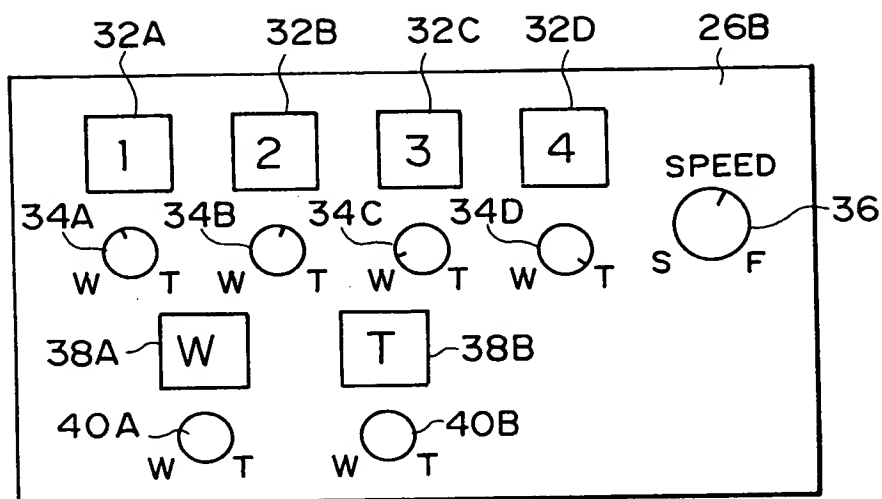 32A 32B 32C 32D 26B
1 2 3 4
SPEED
34A 34B 34C 34D 36
W T W T W T W T S F
38A W T 38B
40A 40B
W T W T